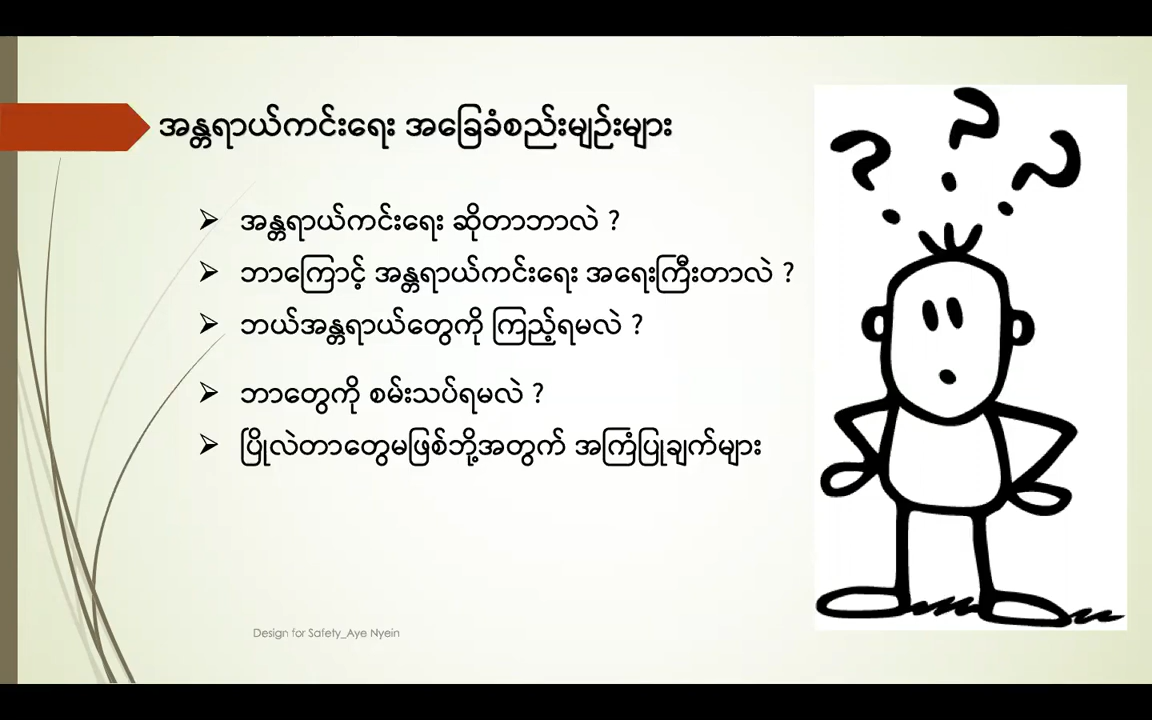 အန္တရာယ်ကင်းရေး အခြေခံစည်းမျဉ်းများ
➢ အန္တရာယ်ကင်းရေး ဆိုတာဘာလဲ ?
➢ ဘာကြောင့် အန္တရာယ်ကင်းရေး အရေးကြီးတာလဲ ?
➢ ဘယ်အန္တရာယ်တွေကို ကြည့်ရမလဲ ?
➢ ဘာတွေကို စမ်းသပ်ရမလဲ ?
➢ ပြိုလဲတာတွေမဖြစ်ဘို့အတွက် အကြံပြုချက်များ
Design for Safety_Aye Nyein